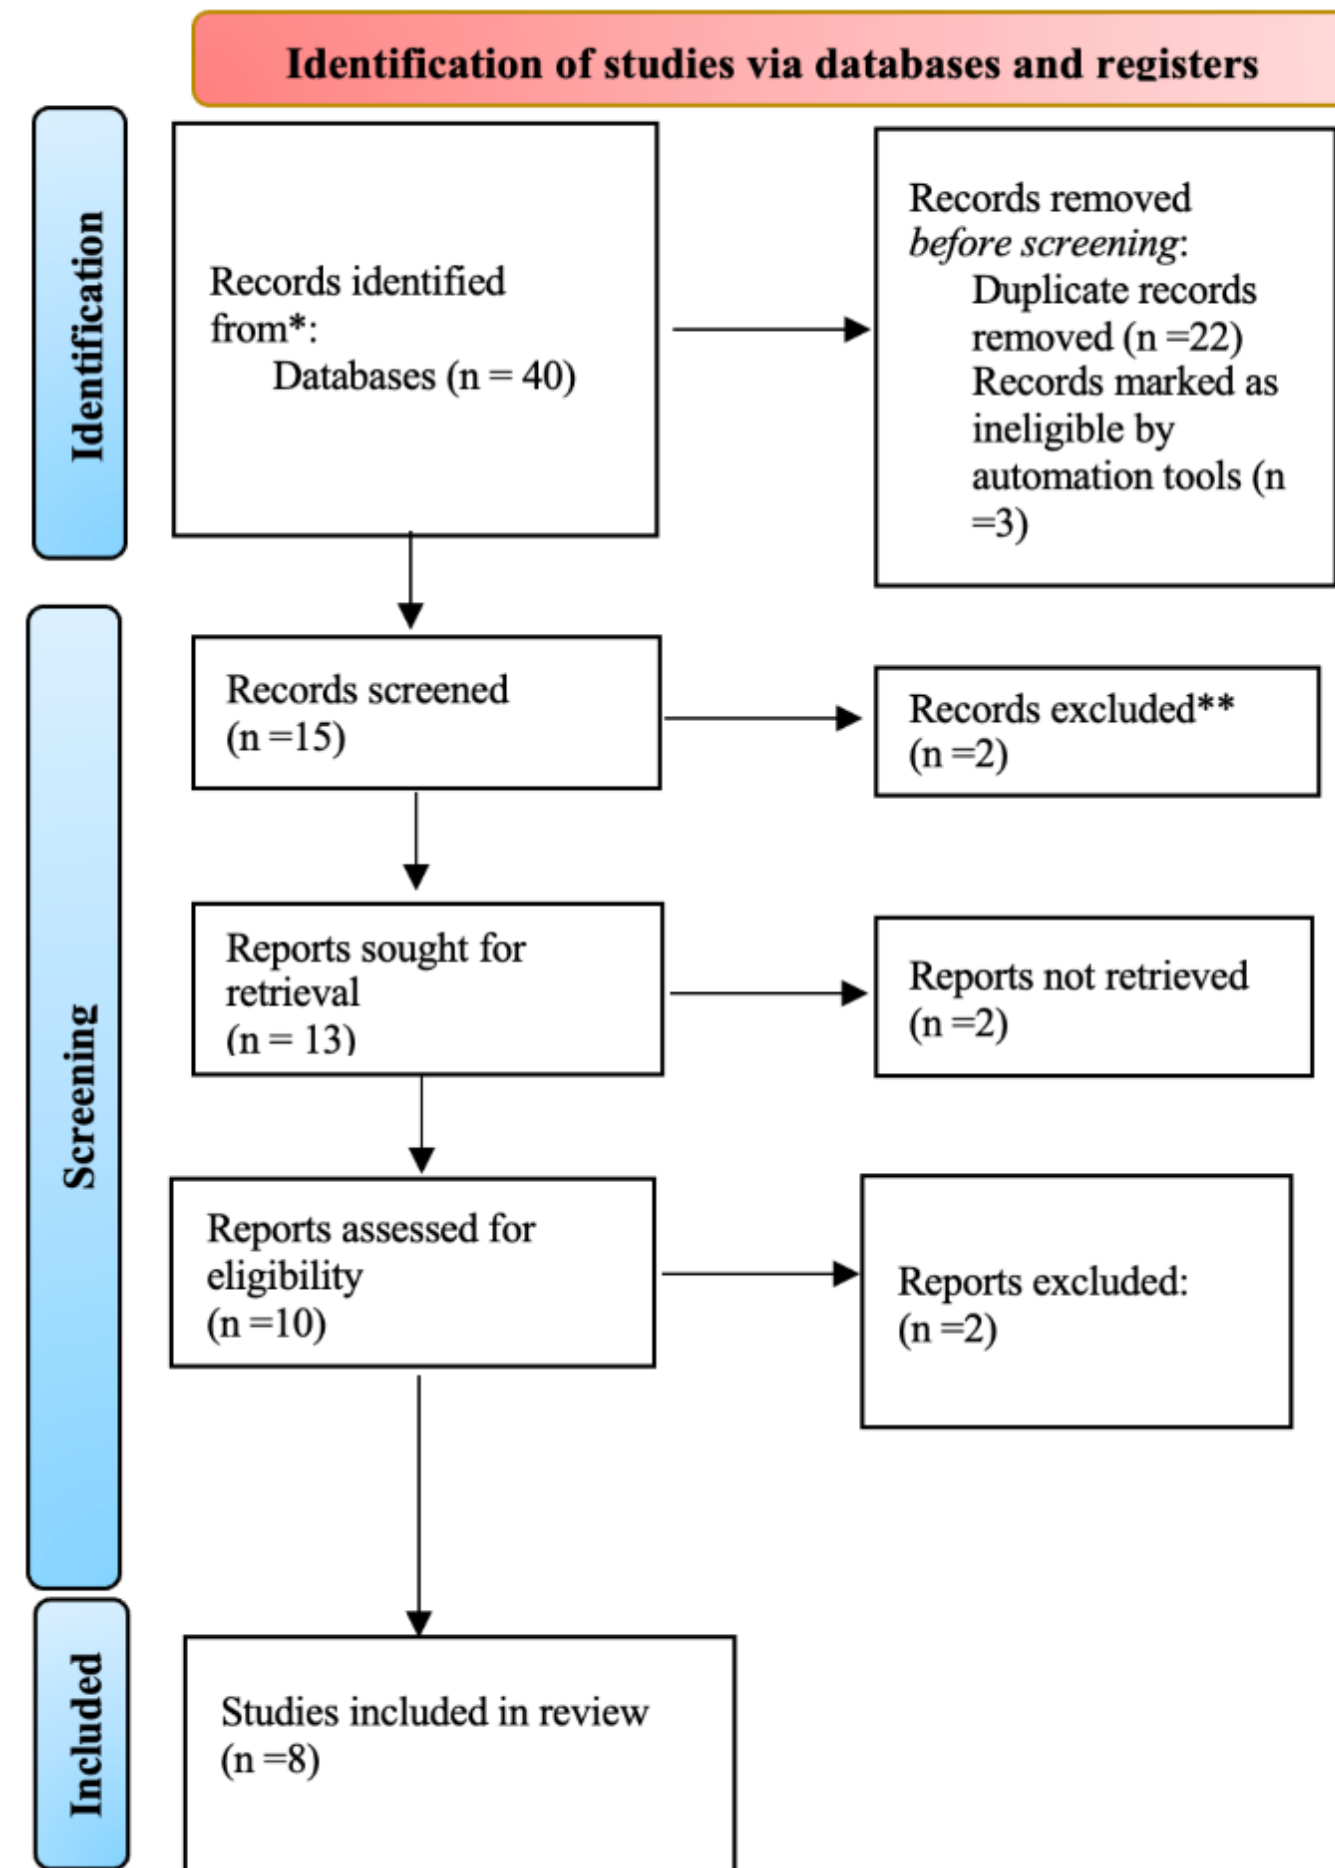 Identification of studies via databases and registers
Identification
Records identified
from*:
Databases (n = 40)
Records removed
before screening:
Duplicate records
removed (n =22)
Records marked as
ineligible by
automation tools (n
=3)
Screening
Records screened
(n =15)
Records excluded**
(n =2)
Reports sought for
retrieval
(n = 13)
Reports not retrieved
(n =2)
Reports assessed for
eligibility
(n =10)
Reports excluded:
(n =2)
Included
Studies included in review
(n =8)